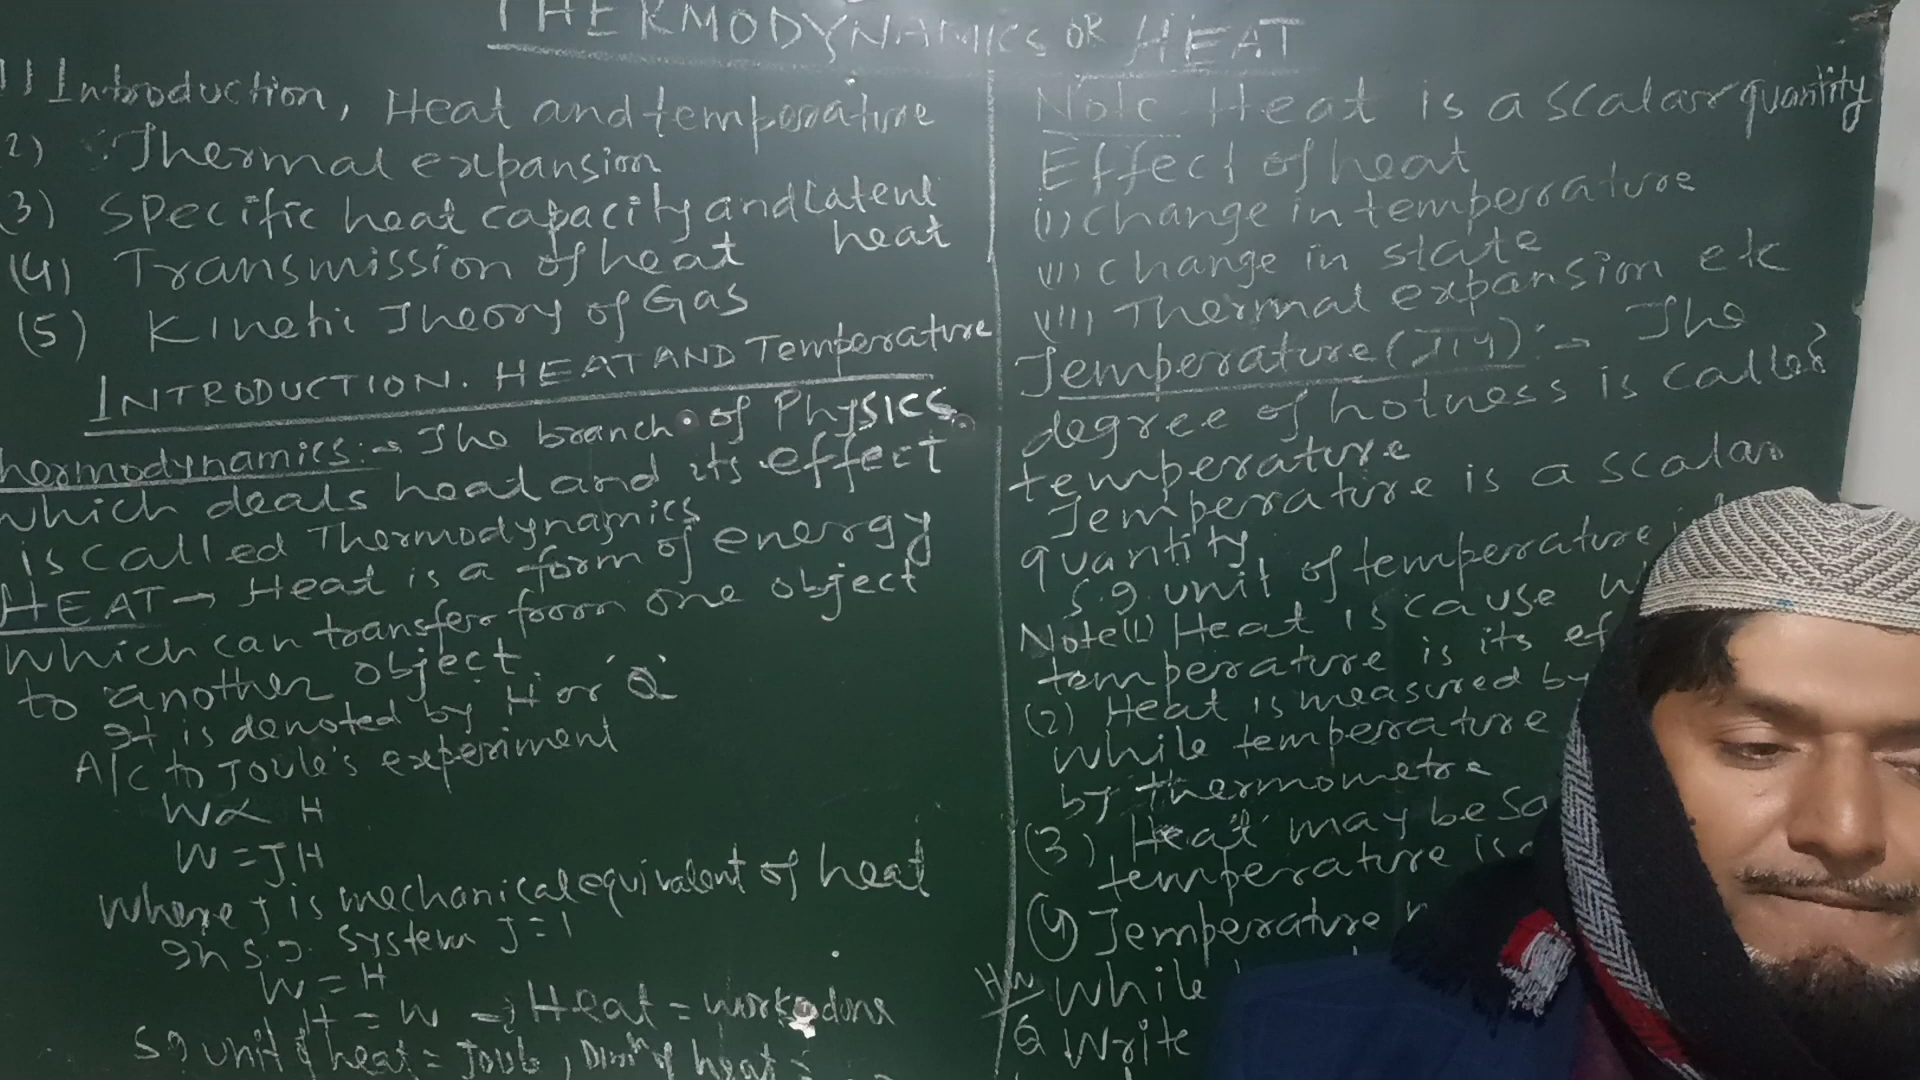 THERMODYNAMICS OR HEAT
1) Introduction, Heat and temperature
2) Thermal expansion
(3) Specific heat capacity and Latent
heat
(4) Transmission of heat
(5) Kinetic Theory of Gas
INTRODUCTION. HEAT AND Temperature
hermodynamics:→ The branch of Physics
which deals heat and its effect
is called Thermodynamics
HEAT → Heat is a form of energy
which can transfer from one object
to another object.
It is denoted by H or 'Q'
A/C to Joule's experiment
W ∝ H
W = JH
where J is mechanical equivalent of heat
In S.I. system J = 1
W = H
H = W → Heat = work done
S.I unit of heat = Joule, Dimn of heat =
Note Heat is a scalar quantity
Effect of heat
(i) change in temperature
(ii) change in state
(iii) Thermal expansion etc
Temperature (T):→ The
degree of hotness is called
temperature
Temperature is a scalar
quantity
S.I. unit of temperature
Note (1) Heat is cause
temperature is its
(2) Heat is measured by
while temperature
by thermometre
(3) Heat may be
temperature is
(4) Temperature
HW while
Q Write